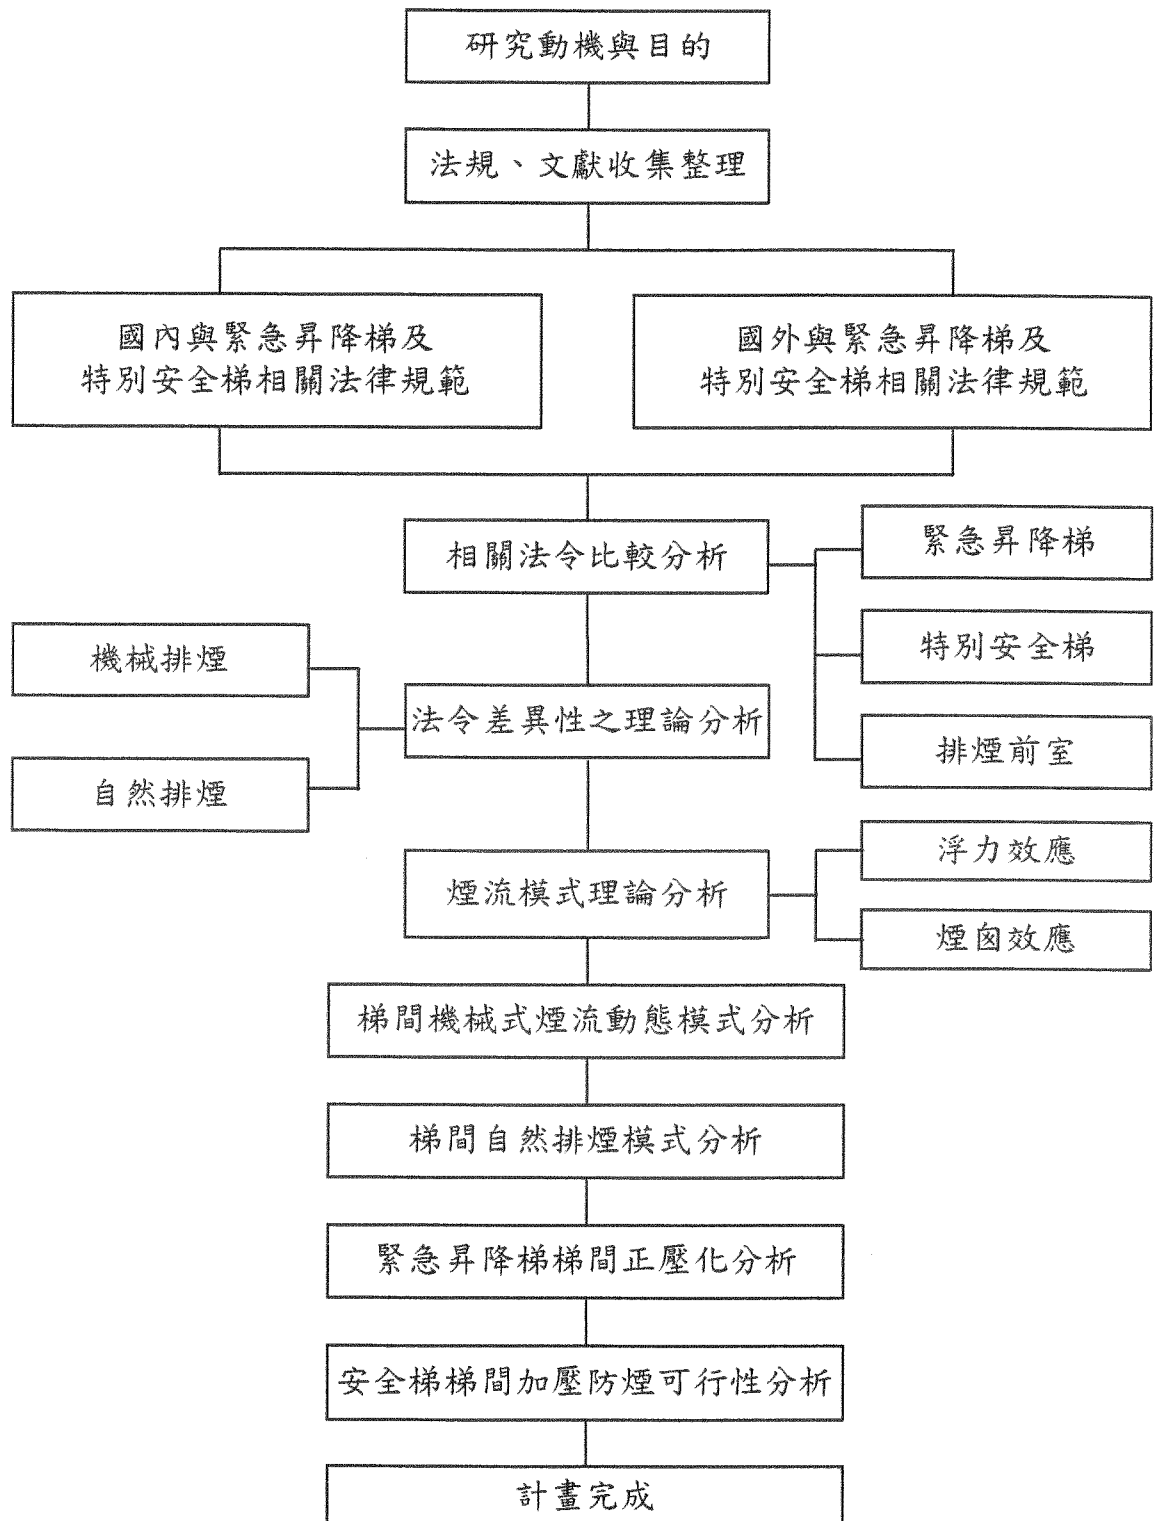 研究動機與目的
法規、文獻收集整理
國內與緊急昇降梯及
特別安全梯相關法律規範
國外與緊急昇降梯及
特別安全梯相關法律規範
相關法令比較分析
緊急昇降梯
特別安全梯
排煙前室
機械排煙
自然排煙
法令差異性之理論分析
煙流模式理論分析
浮力效應
煙囪效應
梯間機械式煙流動態模式分析
梯間自然排煙模式分析
緊急昇降梯梯間正壓化分析
安全梯梯間加壓防煙可行性分析
計畫完成